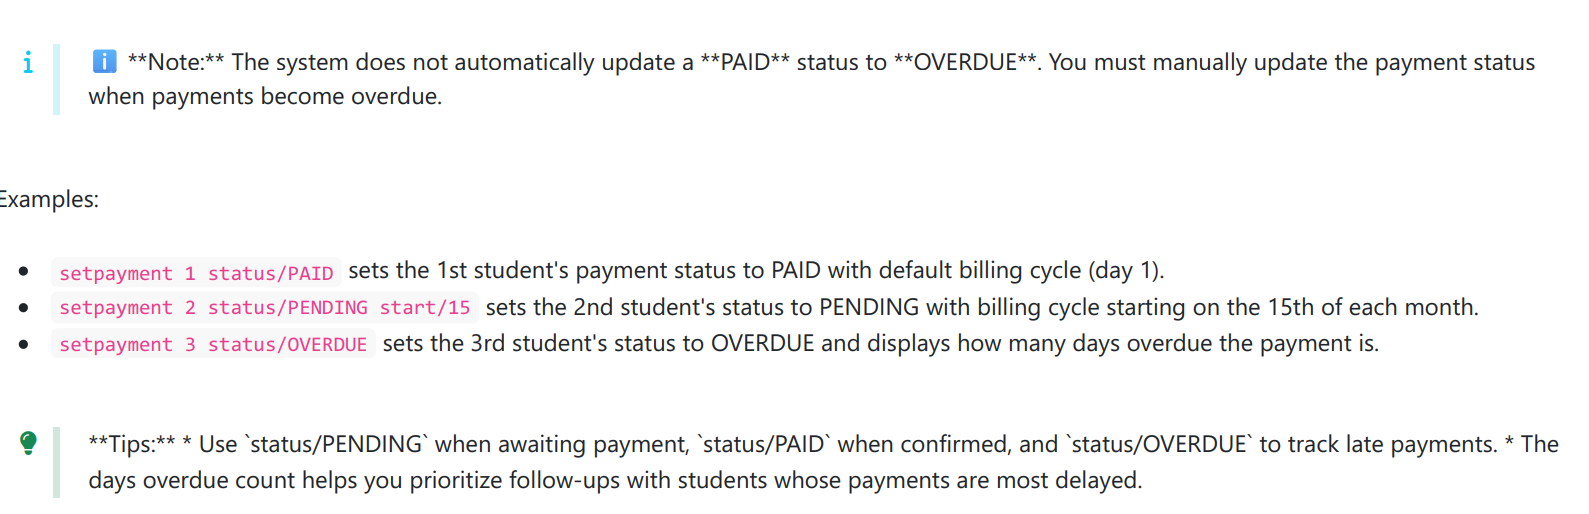 ℹ️ **Note:** The system does not automatically update a **PAID** status to **OVERDUE**. You must manually update the payment status
when payments become overdue.
Examples:
• setpayment 1 status/PAID sets the 1st student's payment status to PAID with default billing cycle (day 1).
• setpayment 2 status/PENDING start/15 sets the 2nd student's status to PENDING with billing cycle starting on the 15th of each month.
• setpayment 3 status/OVERDUE sets the 3rd student's status to OVERDUE and displays how many days overdue the payment is.
**Tips:** * Use `status/PENDING` when awaiting payment, `status/PAID` when confirmed, and `status/OVERDUE` to track late payments. * The
days overdue count helps you prioritize follow-ups with students whose payments are most delayed.